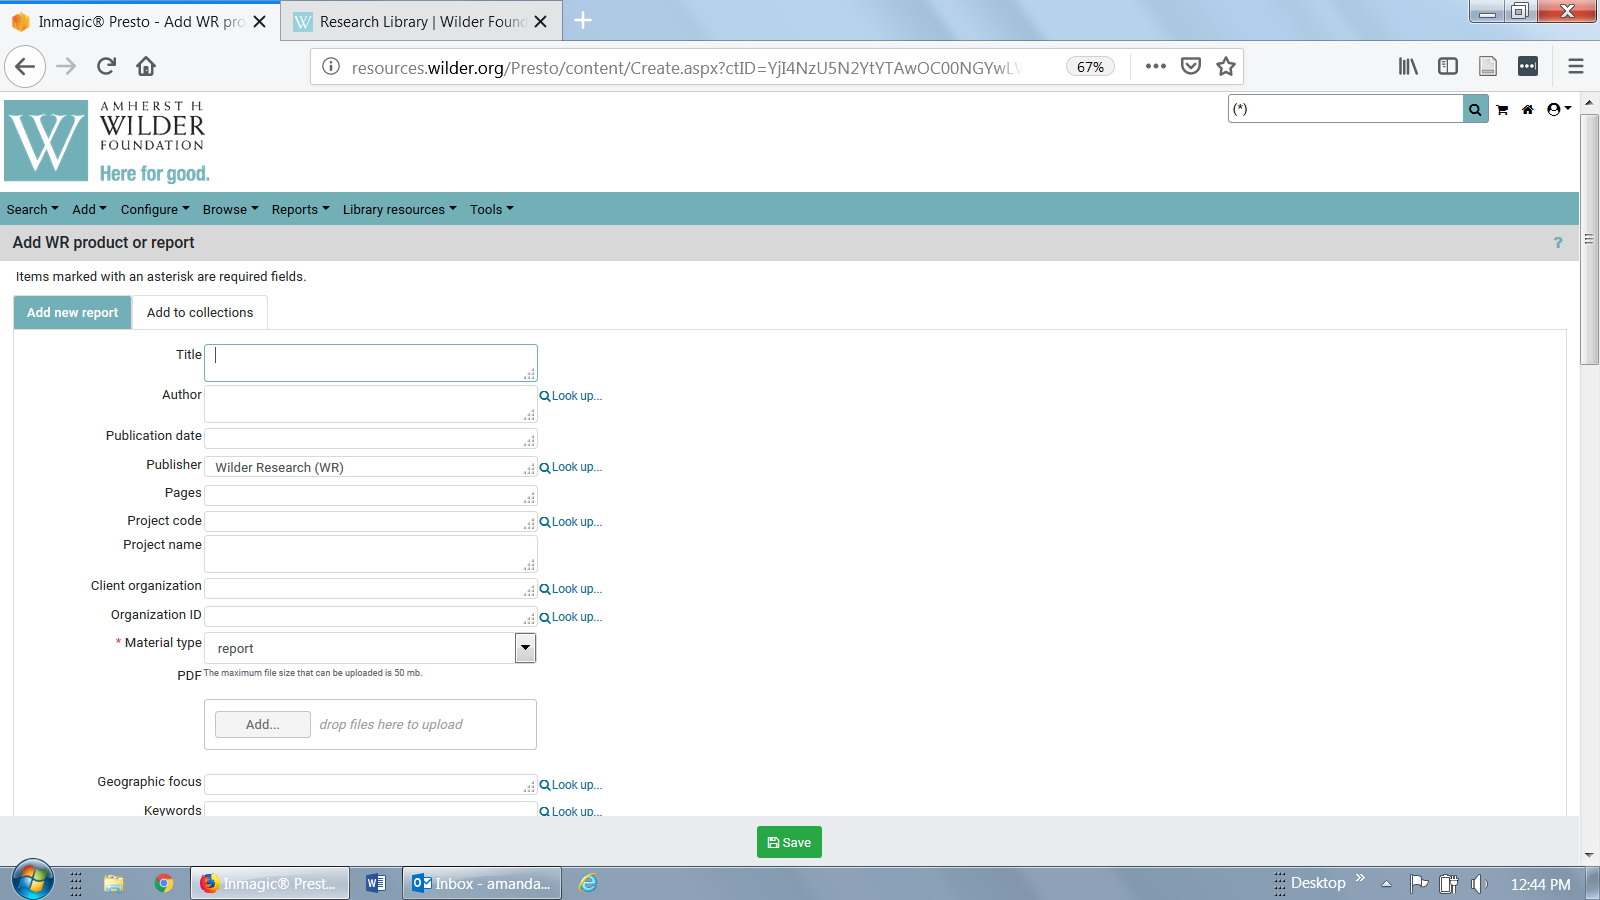 Inmagic® Presto - Add WR pro
Research Library | Wilder Found
resources.wilder.org/Presto/content/Create.aspx?ctID=YjI4NzU5N2YtYTAwOC00NGYwLW
67%
AMHERST H.
WILDER
FOUNDATION
Here for good.
(*)
Search Add Configure Browse Reports Library resources Tools
Add WR product or report
?
Items marked with an asterisk are required fields.
Add new report
Add to collections
Title
Author
Look up...
Publication date
Publisher
Wilder Research (WR)
Look up...
Pages
Project code
Look up...
Project name
Client organization
Look up...
Organization ID
Look up...
* Material type
report
PDF
The maximum file size that can be uploaded is 50 mb.
Add...
drop files here to upload
Geographic focus
Look up...
Keywords
Look up...
Save
Inmagic® Prest...
Inbox - amanda...
Desktop
12:44 PM